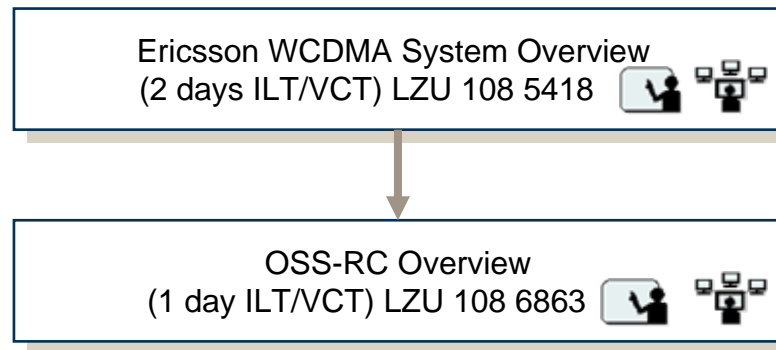 Ericsson WCDMA System Overview
(2 days ILT/VCT) LZU 108 5418
OSS-RC Overview
(1 day ILT/VCT) LZU 108 6863